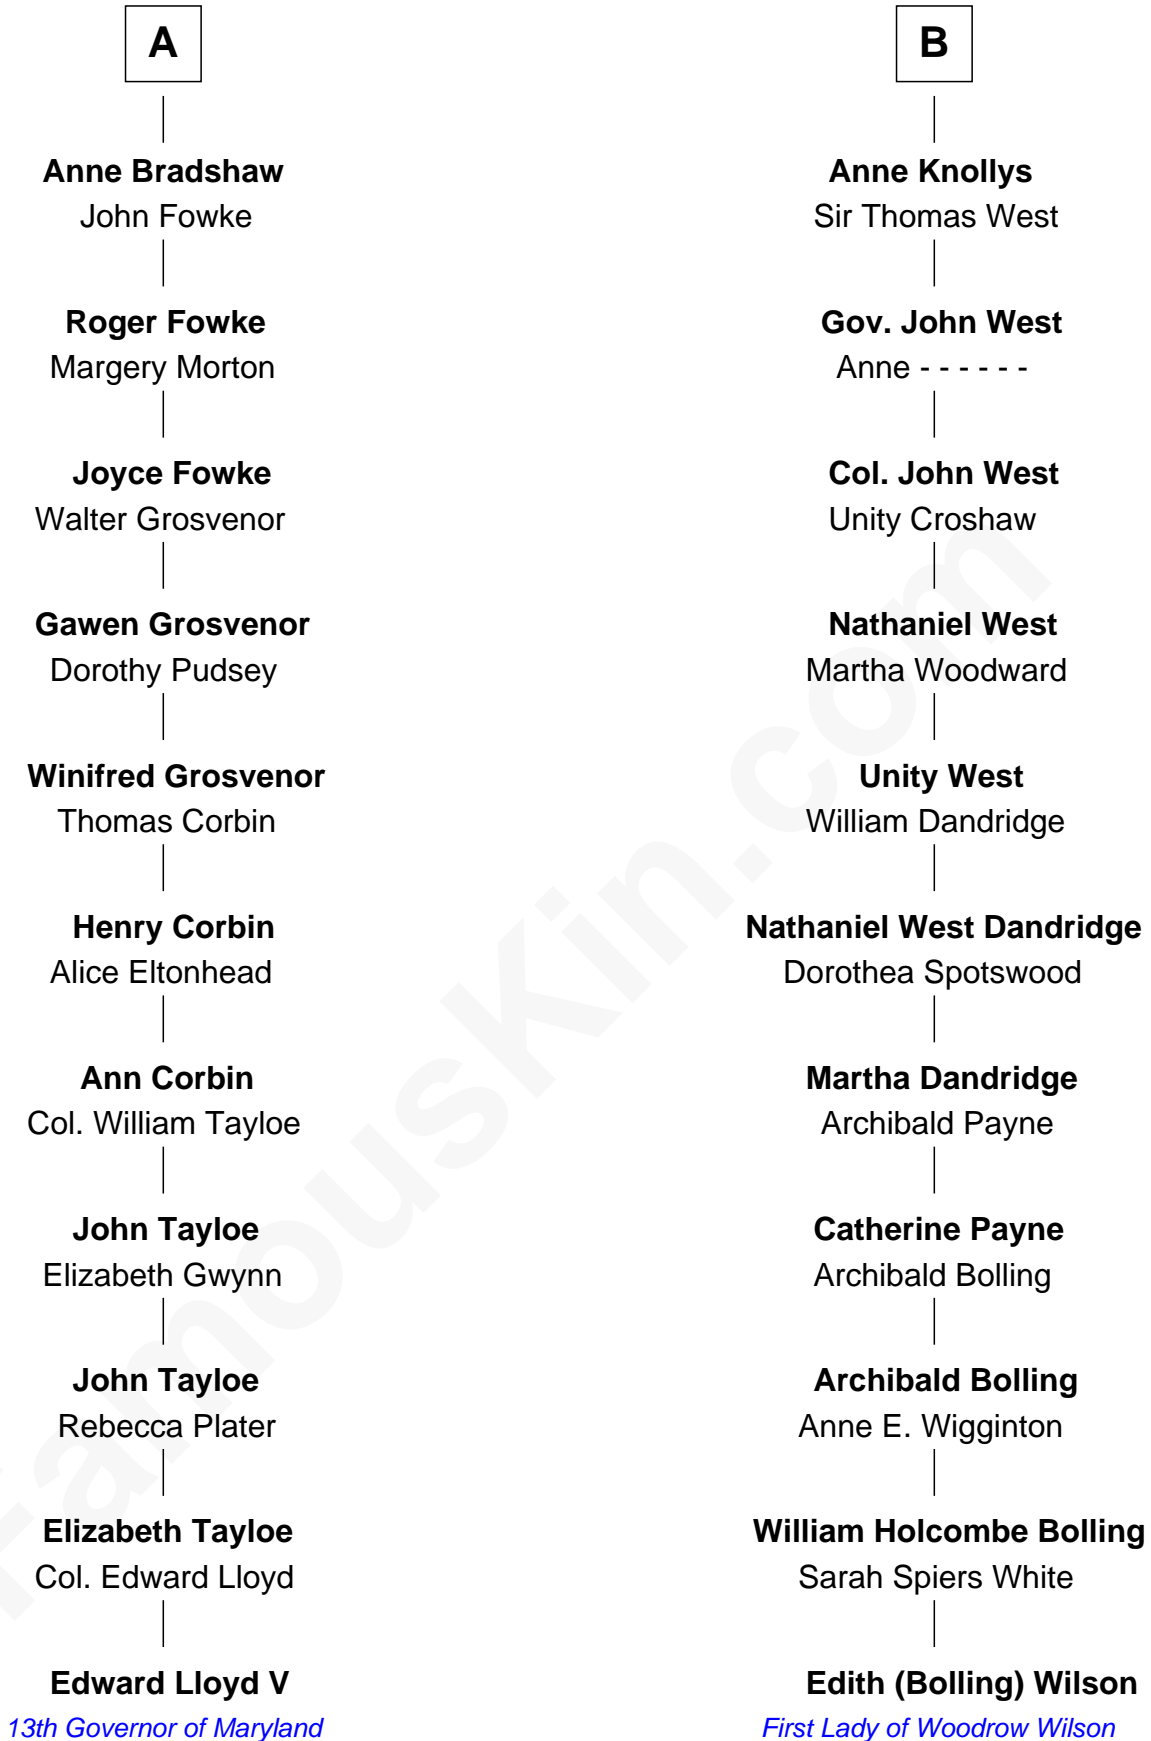 A
Anne Bradshaw
John Fowke
Roger Fowke
Margery Morton
Joyce Fowke
Walter Grosvenor
Gawen Grosvenor
Dorothy Pudsey
Winifred Grosvenor
Thomas Corbin
Henry Corbin
Alice Eltonhead
Ann Corbin
Col. William Tayloe
John Tayloe
Elizabeth Gwynn
John Tayloe
Rebecca Plater
Elizabeth Tayloe
Col. Edward Lloyd
Edward Lloyd V
13th Governor of Maryland
B
Anne Knollys
Sir Thomas West
Gov. John West
Anne - - - - - -
Col. John West
Unity Croshaw
Nathaniel West
Martha Woodward
Unity West
William Dandridge
Nathaniel West Dandridge
Dorothea Spotswood
Martha Dandridge
Archibald Payne
Catherine Payne
Archibald Bolling
Archibald Bolling
Anne E. Wigginton
William Holcombe Bolling
Sarah Spiers White
Edith (Bolling) Wilson
First Lady of Woodrow Wilson
FamousKin.com